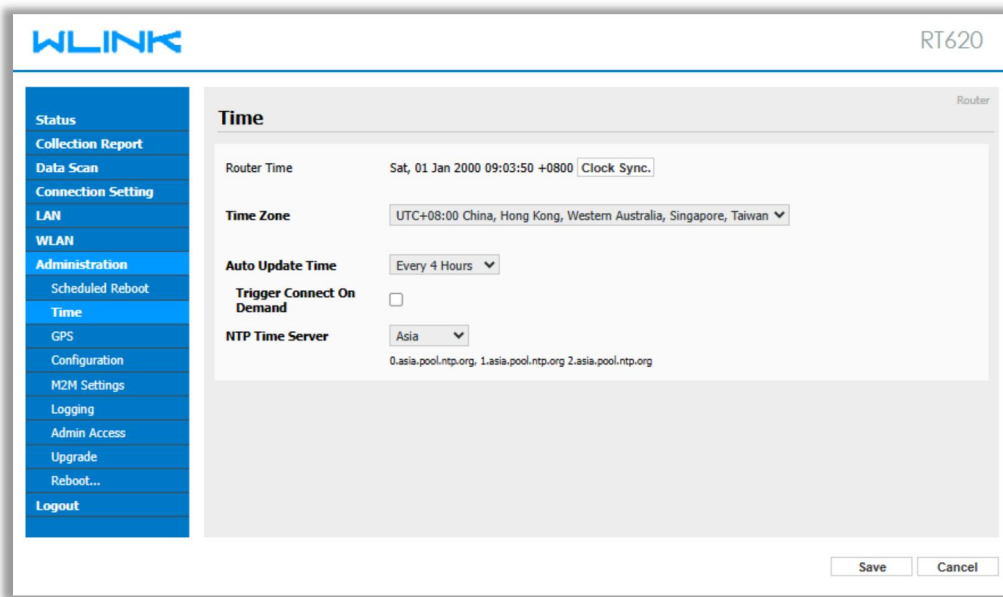 WLINK
RT620
Status
Collection Report
Data Scan
Connection Setting
LAN
WLAN
Administration
Scheduled Reboot
Time
GPS
Configuration
M2M Settings
Logging
Admin Access
Upgrade
Reboot...
Logout
Router
Time
Router Time Sat, 01 Jan 2000 09:03:50 +0800 Clock Sync.
Time Zone UTC+08:00 China, Hong Kong, Western Australia, Singapore, Taiwan
Auto Update Time Every 4 Hours
Trigger Connect On
Demand
NTP Time Server Asia
0.asia.pool.ntp.org, 1.asia.pool.ntp.org 2.asia.pool.ntp.org
Save Cancel